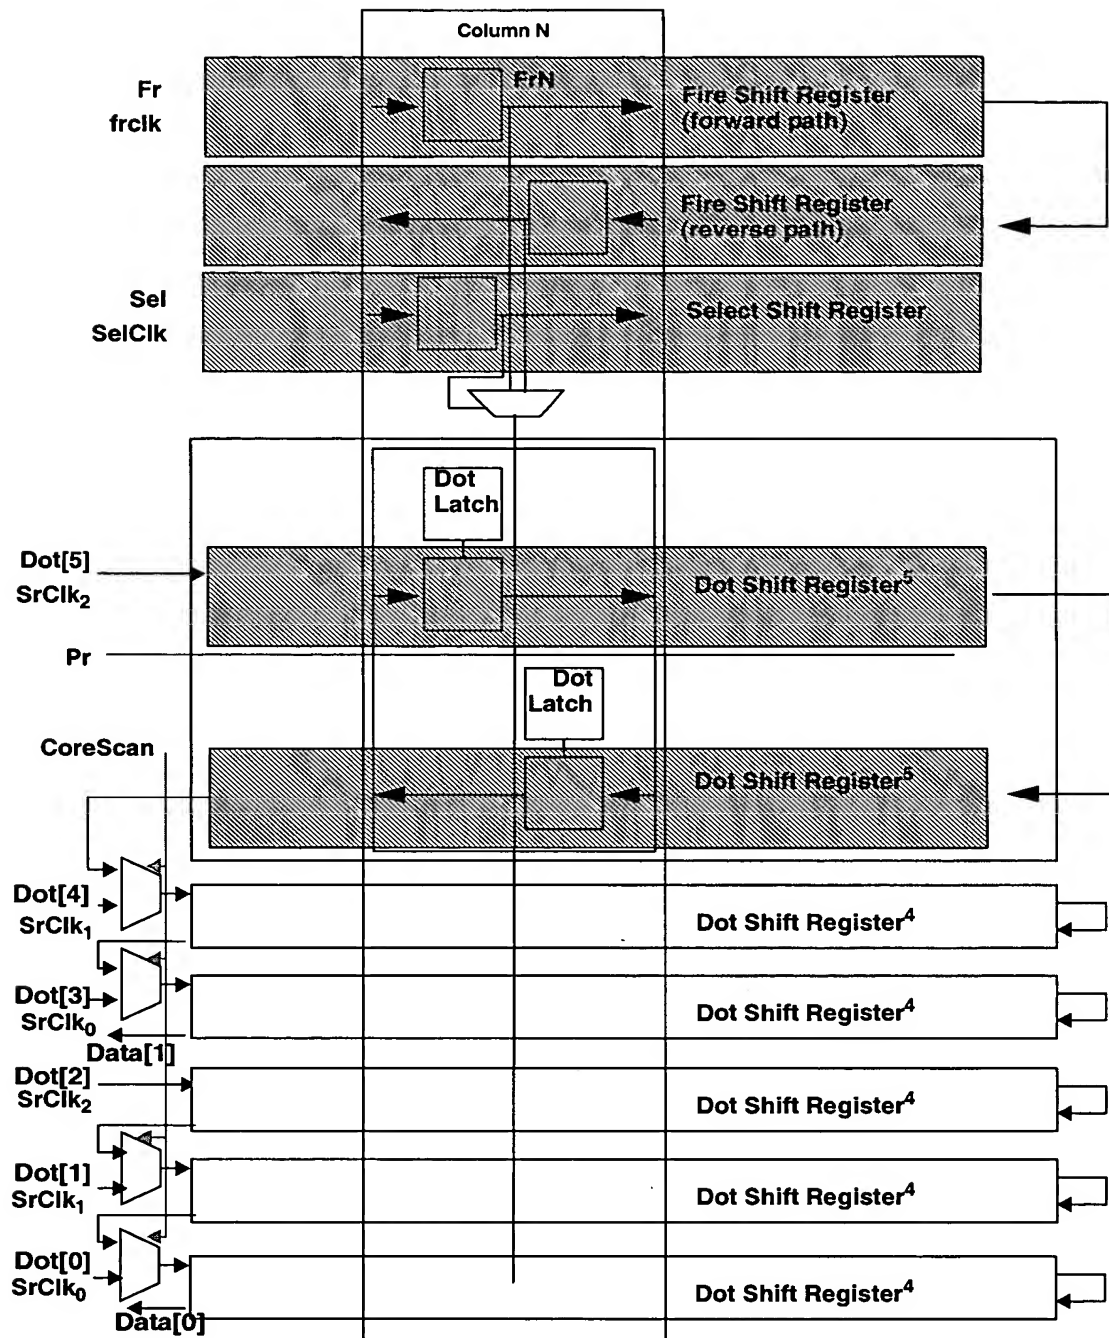 Column N
Fr
frclk
FrN
Fire Shift Register
(forward path)
Fire Shift Register
(reverse path)
Sel
SelClk
Select Shift Register
Dot
Latch
Dot[5]
SrClk₂
Dot Shift Register⁵
Pr
Dot
Latch
CoreScan
Dot Shift Register⁵
Dot[4]
SrClk₁
Dot Shift Register⁴
Dot[3]
SrClk₀
Dot Shift Register⁴
Data[1]
Dot[2]
SrClk₂
Dot Shift Register⁴
Dot[1]
SrClk₁
Dot Shift Register⁴
Dot[0]
SrClk₀
Dot Shift Register⁴
Data[0]